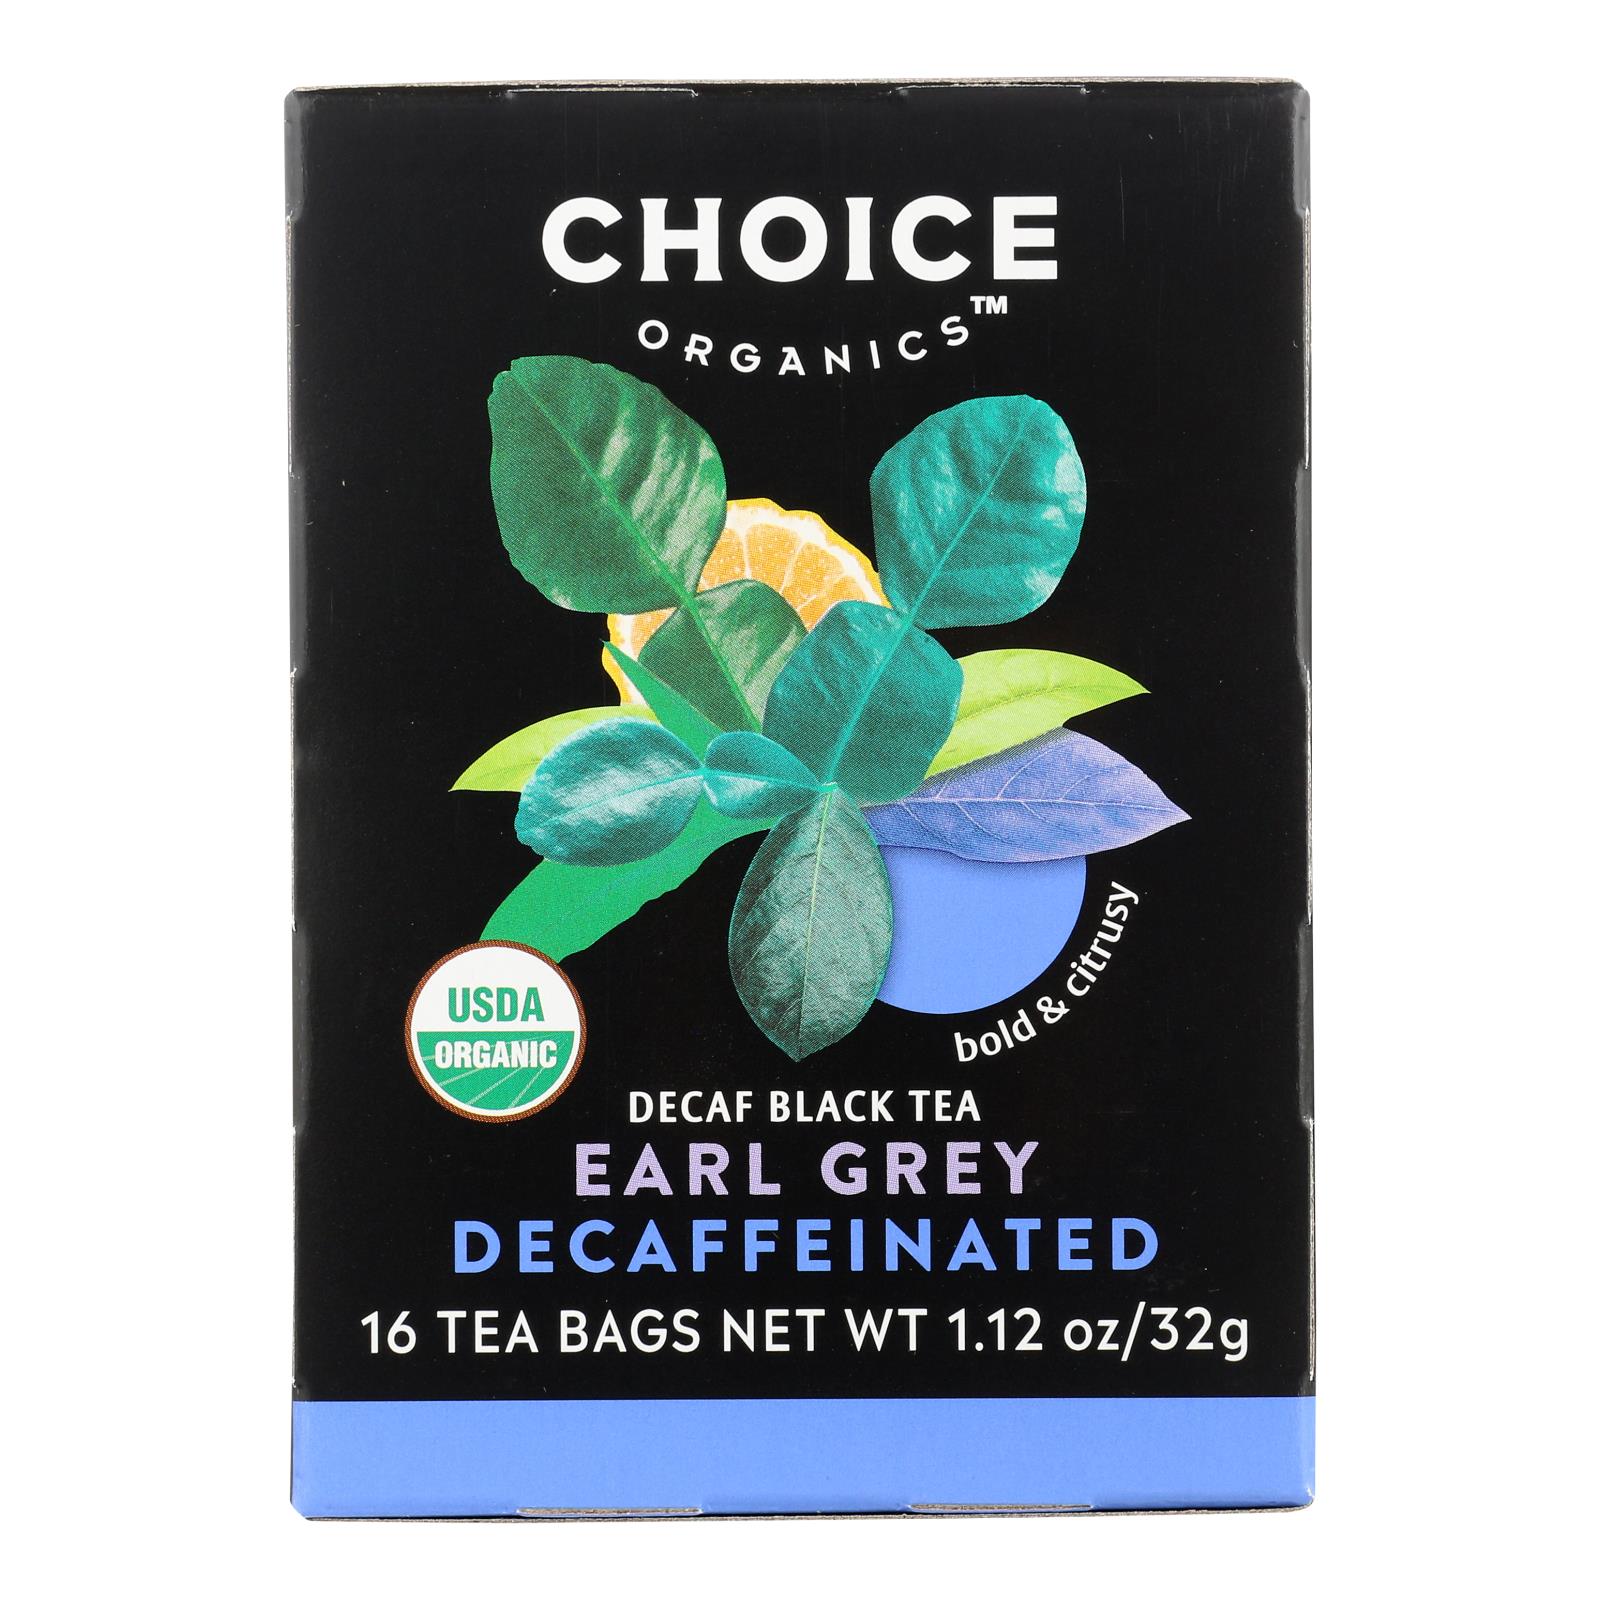 CHOICE
ORGANICS™
bold & citrusy
USDA
ORGANIC
DECAF BLACK TEA
EARL GREY
DECAFFEINATED
16 TEA BAGS NET WT 1.12 oz/32g